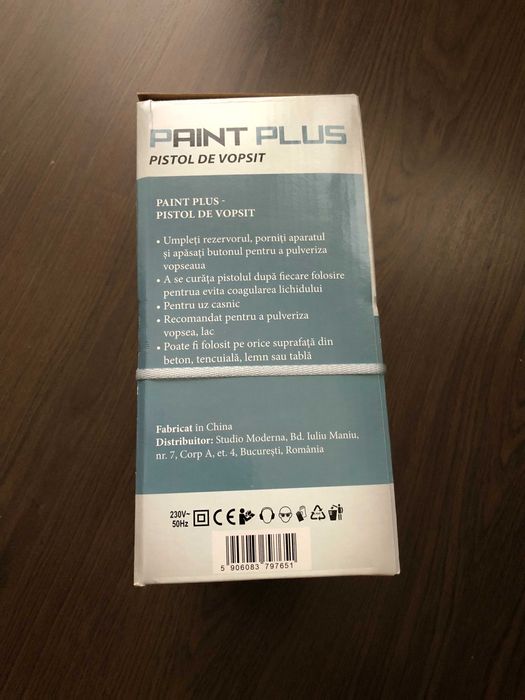 PAINT PLUS
PISTOL DE VOPSIT
PAINT PLUS -
PISTOL DE VOPSIT
• Umpleți rezervorul, porniți aparatul
și apăsați butonul pentru a pulveriza
vopseaua
• A se curăța pistolul după fiecare folosire
pentrua evita coagularea lichidului
• Pentru uz casnic
• Recomandat pentru a pulveriza
vopsea, lac
• Poate fi folosit pe orice suprafață din
beton, tencuială, lemn sau tablă
Fabricat în China
Distribuitor: Studio Moderna, Bd. Iuliu Maniu,
nr. 7, Corp A, et. 4, București, România
230V~
50Hz
CE
5 906083 797651